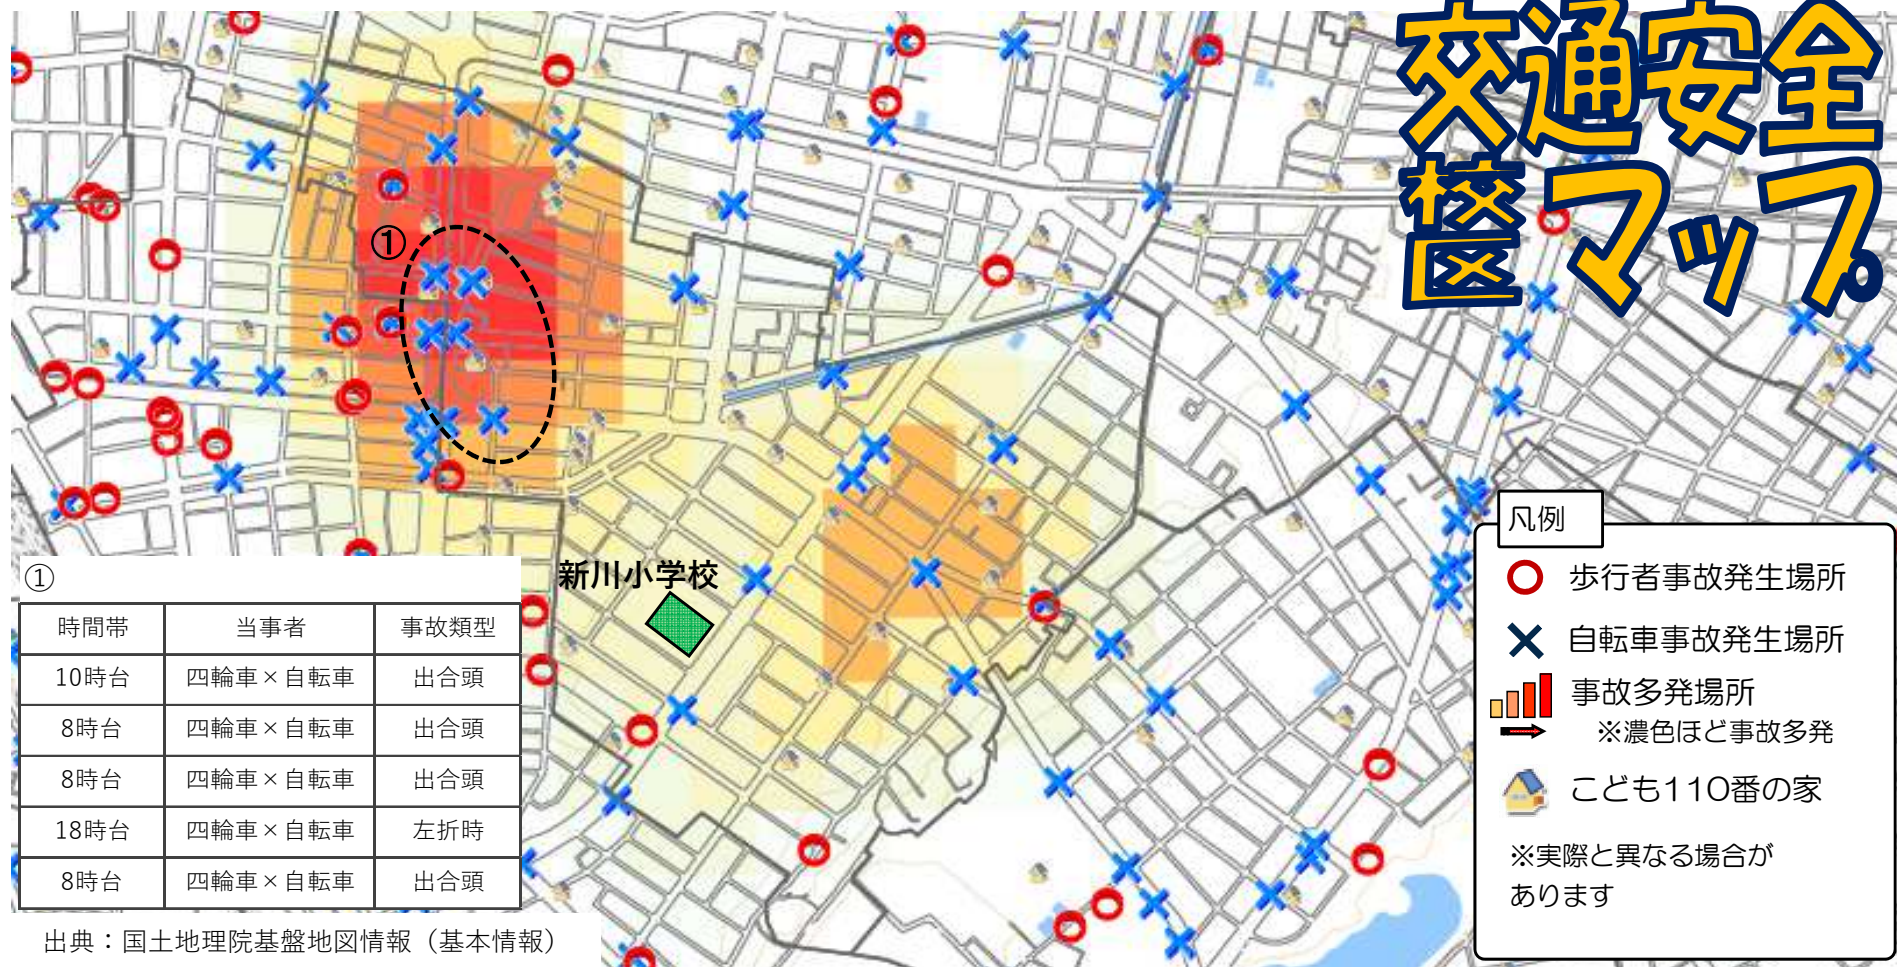 交通安全
校区マップ
①
新川小学校
①
時間帯 当事者 事故類型
10時台 四輪車×自転車 出合頭
8時台 四輪車×自転車 出合頭
8時台 四輪車×自転車 出合頭
18時台 四輪車×自転車 左折時
8時台 四輪車×自転車 出合頭
出典：国土地理院基盤地図情報（基本情報）
凡例
歩行者事故発生場所
自転車事故発生場所
事故多発場所
※濃色ほど事故多発
こども110番の家
※実際と異なる場合が
あります